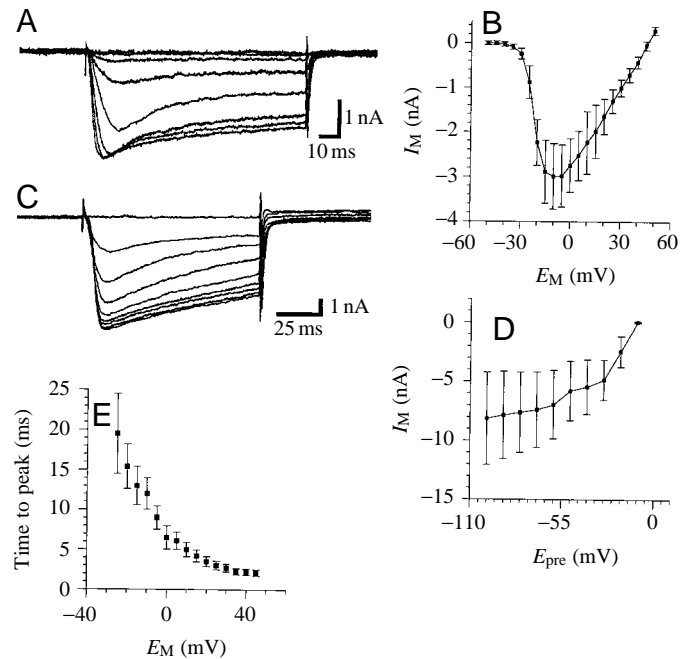 A
1 nA
10 ms
B
0
−1
−2
−3
−4
−60
−30
0
30
60
I_M (nA)
E_M (mV)
C
1 nA
25 ms
D
0
−5
−10
−15
−110
−55
0
I_M (nA)
E_pre (mV)
E
25
20
15
10
5
0
−40
0
40
Time to peak (ms)
E_M (mV)